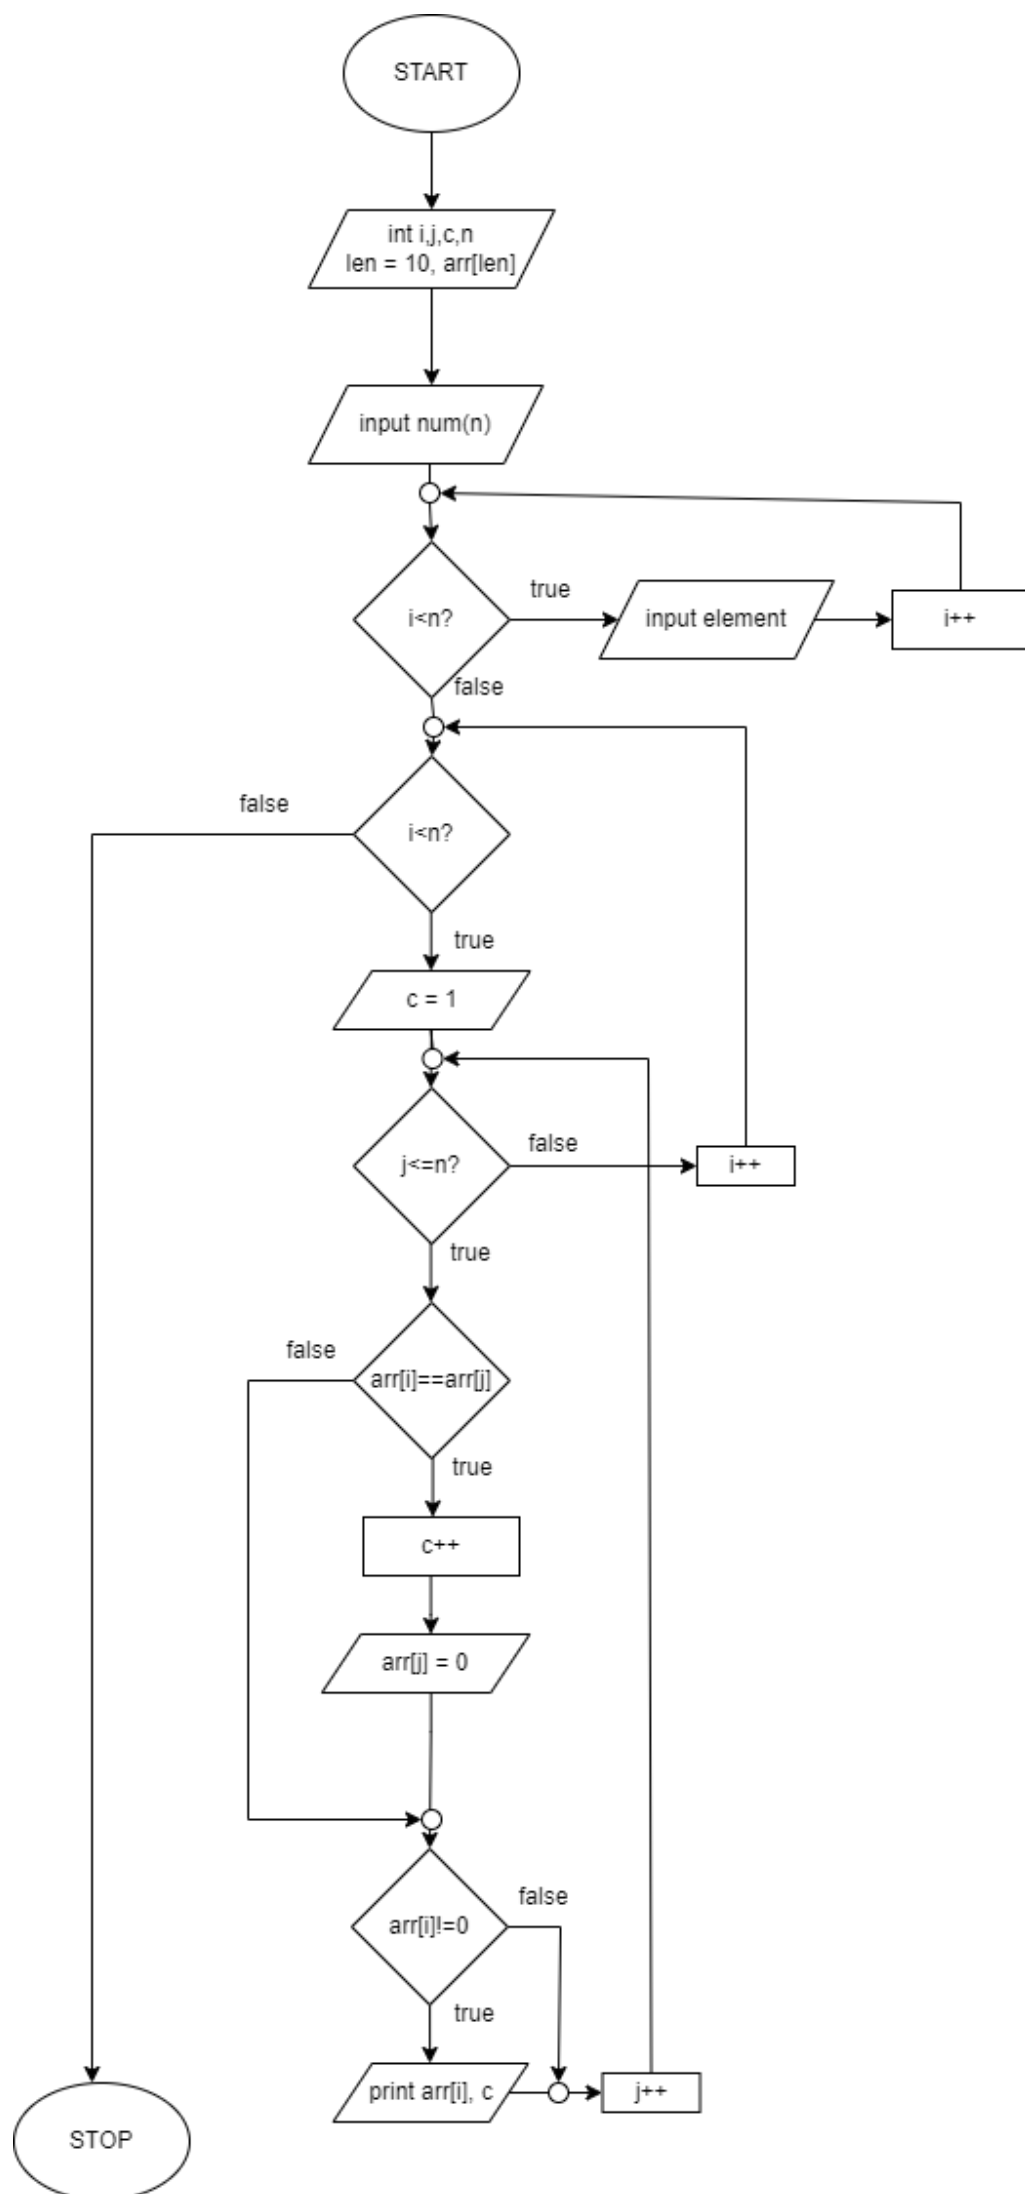 START
int i,j,c,n
len = 10, arr[len]
input num(n)
i<n?
true
input element
i++
false
i<n?
false
true
c = 1
j<=n?
false
i++
true
arr[i]==arr[j]
false
true
c++
arr[j] = 0
arr[i]!=0
false
true
print arr[i], c
j++
STOP